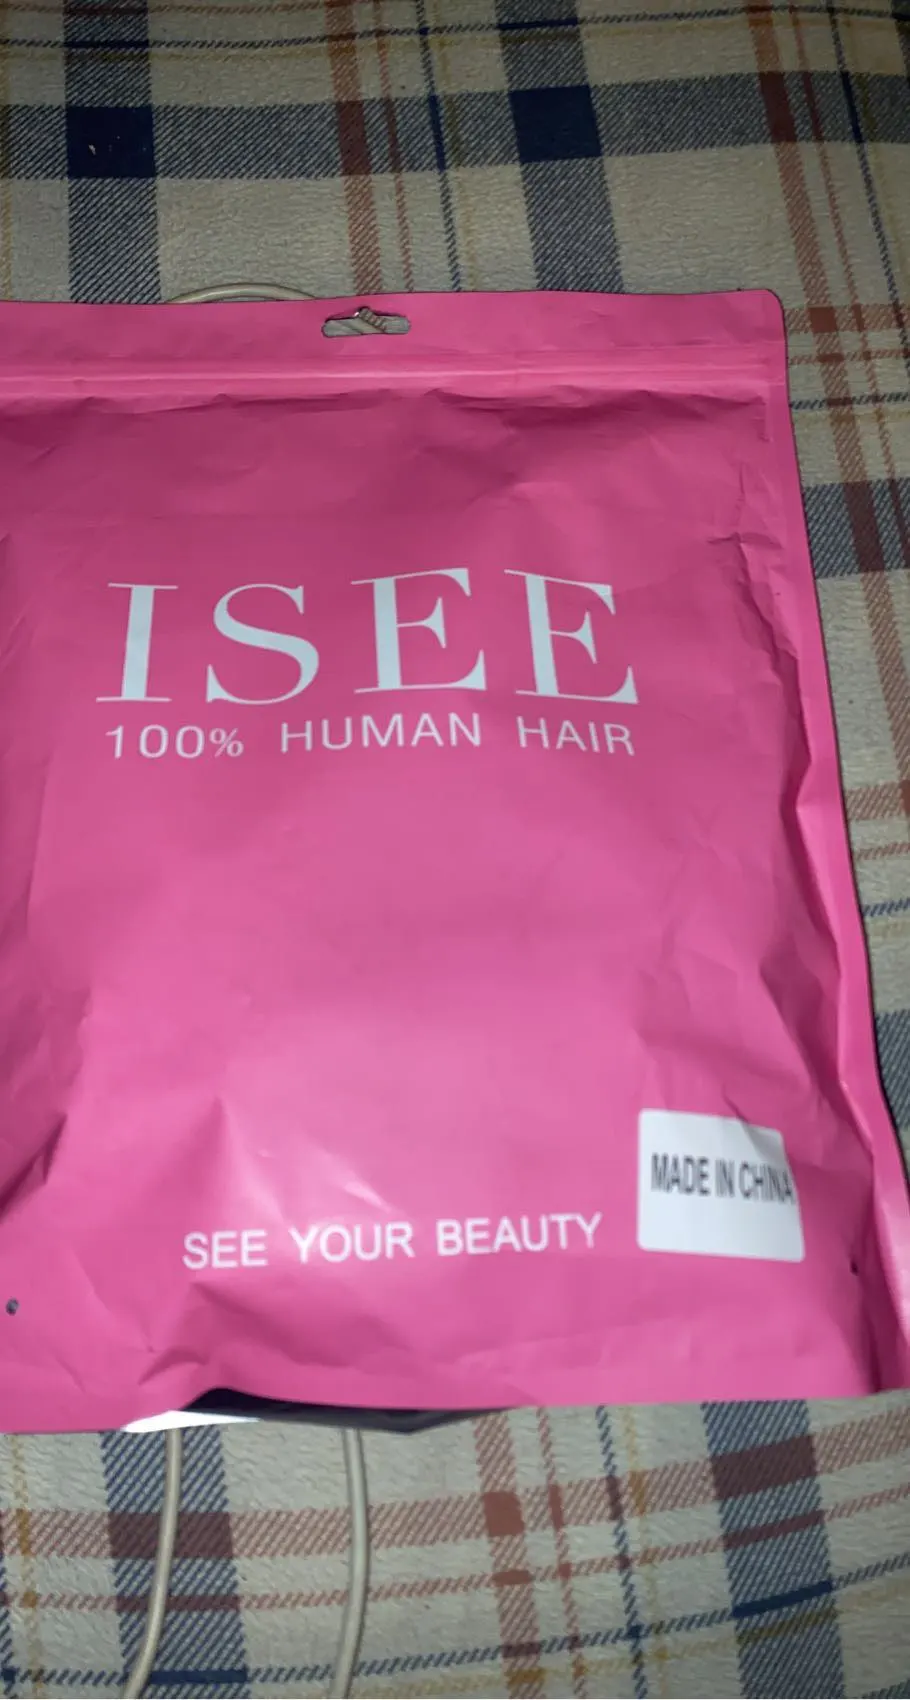 ISEE
100% HUMAN HAIR
SEE YOUR BEAUTY
MADE IN CHINA